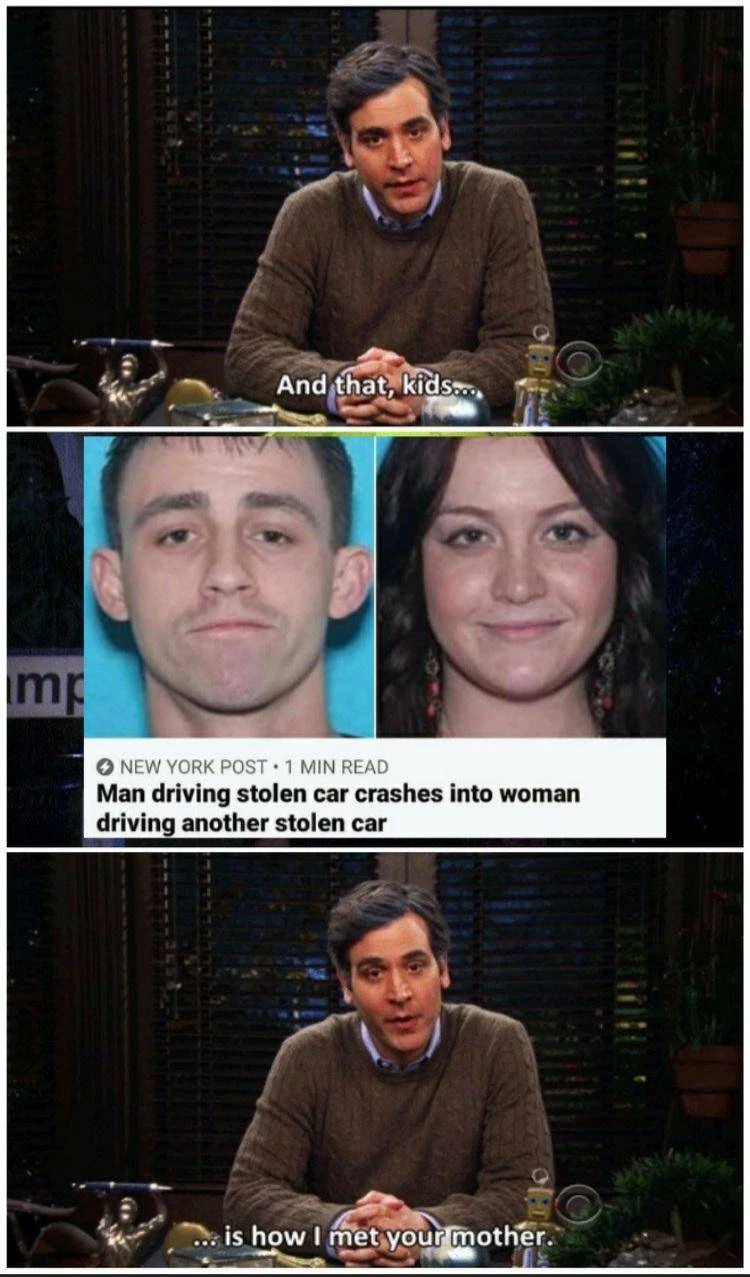 And that, kids...
mp
NEW YORK POST • 1 MIN READ
Man driving stolen car crashes into woman
driving another stolen car
... is how I met your mother.